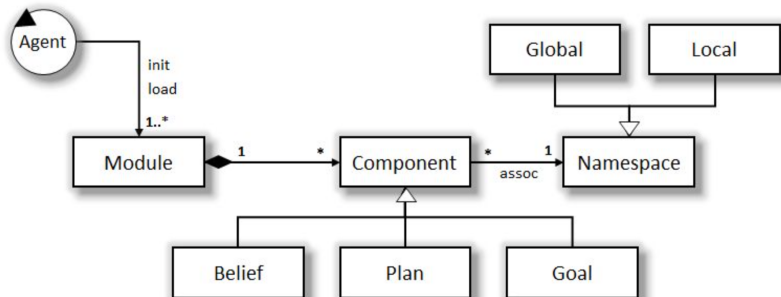 Agent
Global
Local
init
load
1..*
Module
1
*
Component
*
1
assoc
Namespace
Belief
Plan
Goal